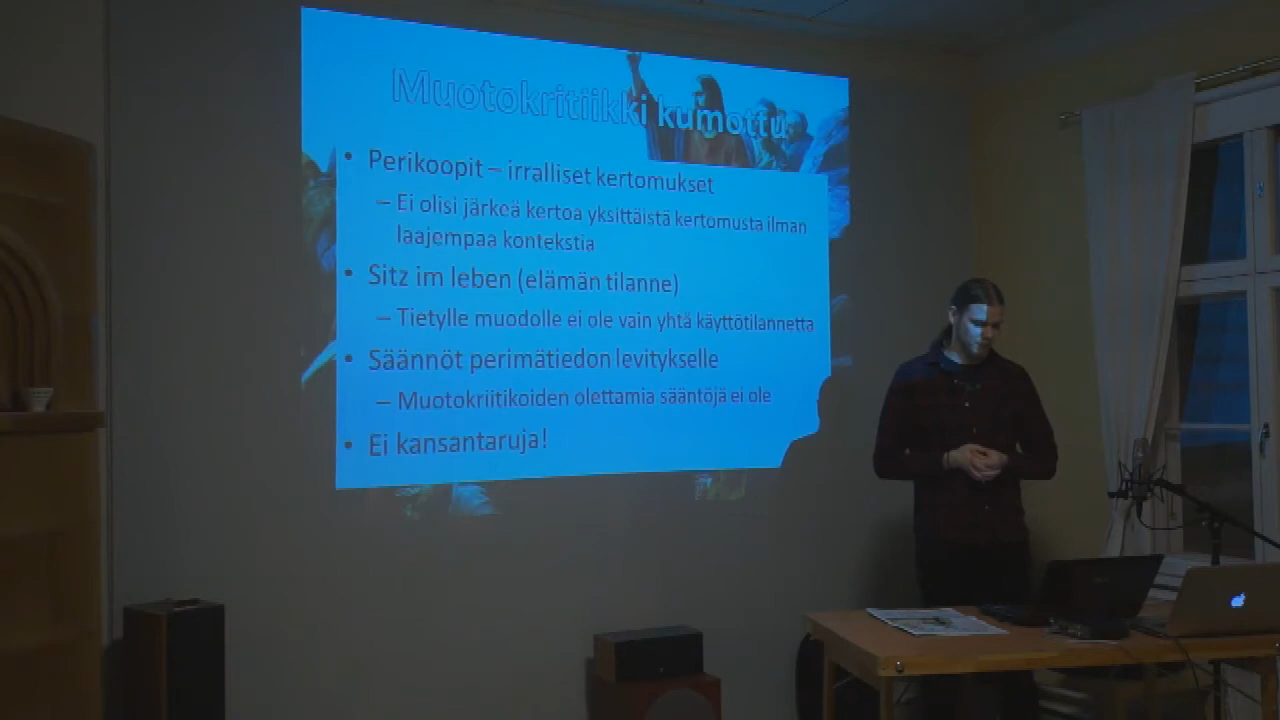 Muotokritiikki kumottu
• Perikoopit – irralliset kertomukset
– Ei olisi järkeä kertoa yksittäistä kertomusta ilman
laajempaa kontekstia
• Sitz im leben (elämän tilanne)
– Tietylle muodolle ei ole vain yhtä käyttötilannetta
• Säännöt perimätiedon levitykselle
– Muotokriitikoiden olettamia sääntöjä ei ole
• Ei kansantaruja!